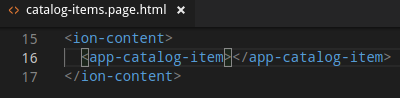 <> catalog-items.page.html ×
15 <ion-content>
16 <app-catalog-item></app-catalog-item>
17 </ion-content>